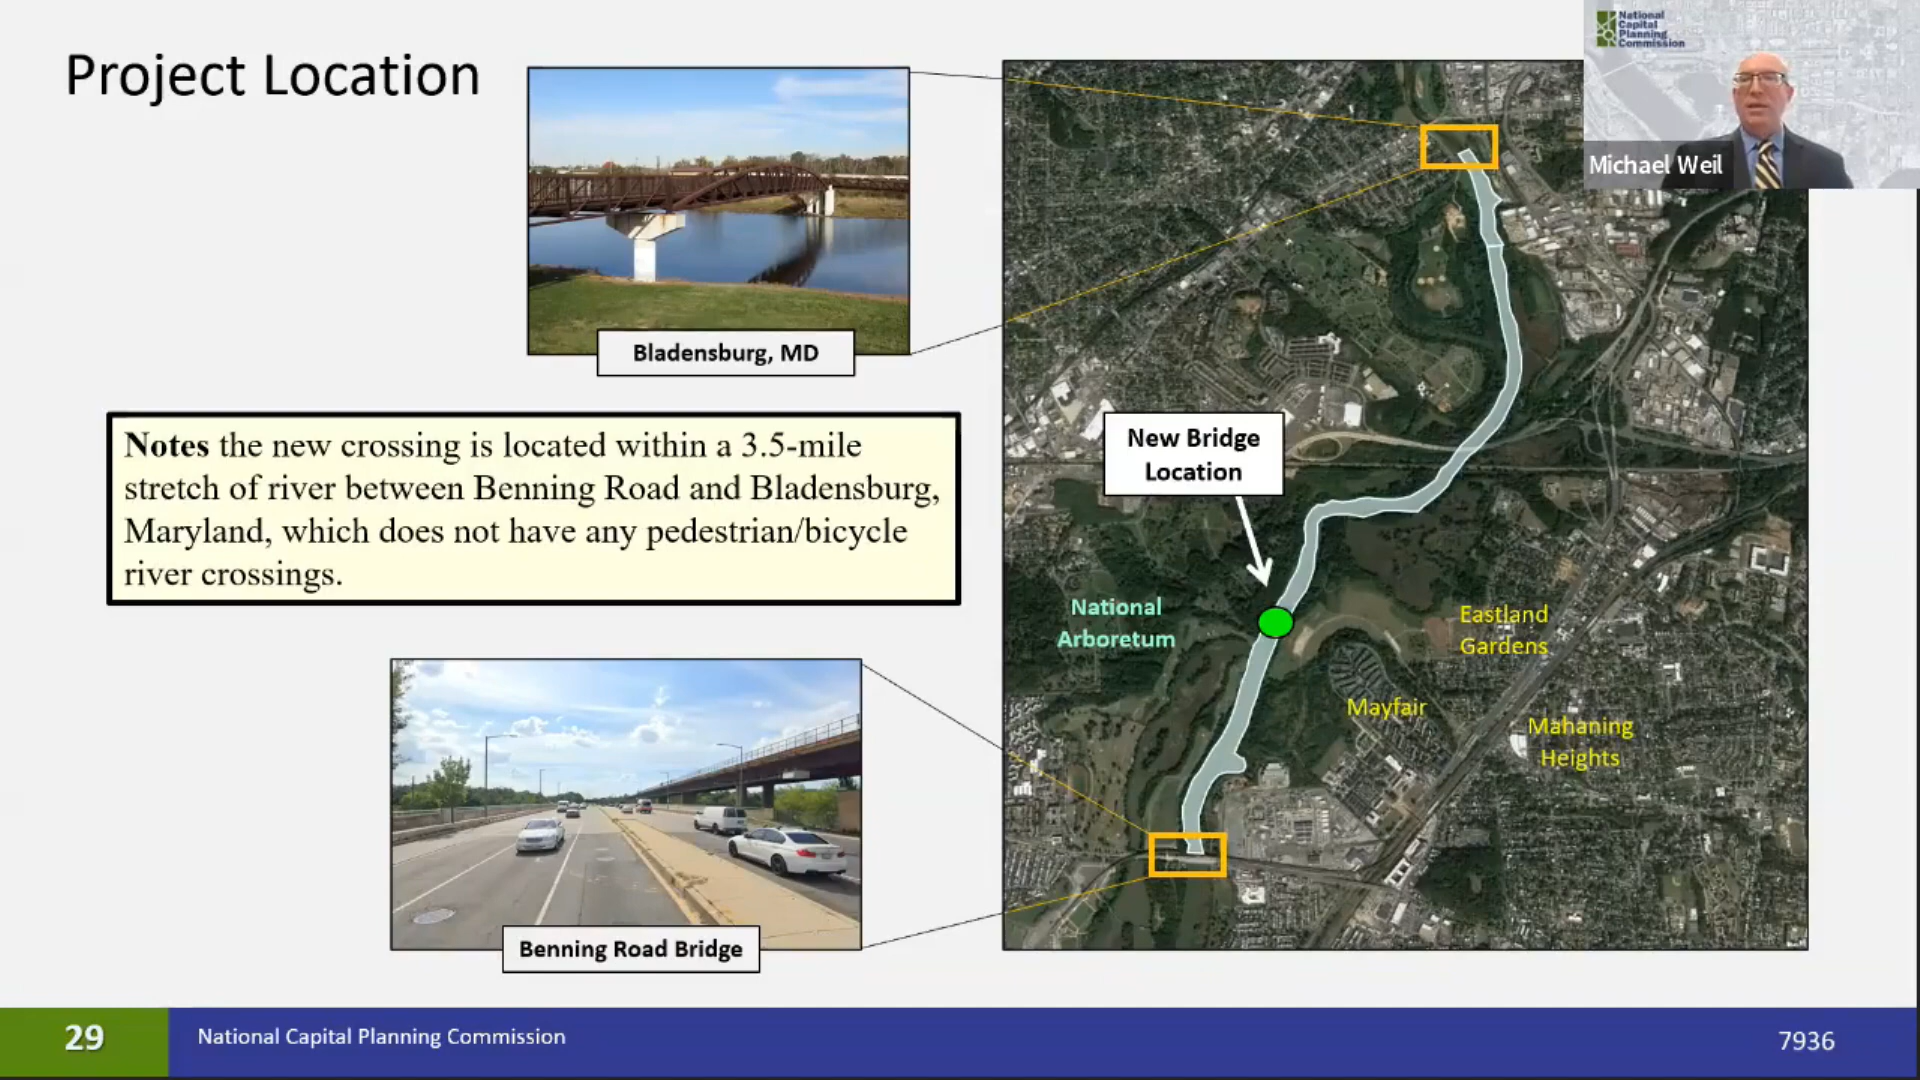 Project Location
National
Capital
Planning
Commission
Michael Weil
Bladensburg, MD
Notes the new crossing is located within a 3.5-mile
stretch of river between Benning Road and Bladensburg,
Maryland, which does not have any pedestrian/bicycle
river crossings.
New Bridge
Location
National
Arboretum
Eastland
Gardens
Mayfair
Mahaning
Heights
Benning Road Bridge
29
National Capital Planning Commission
7936